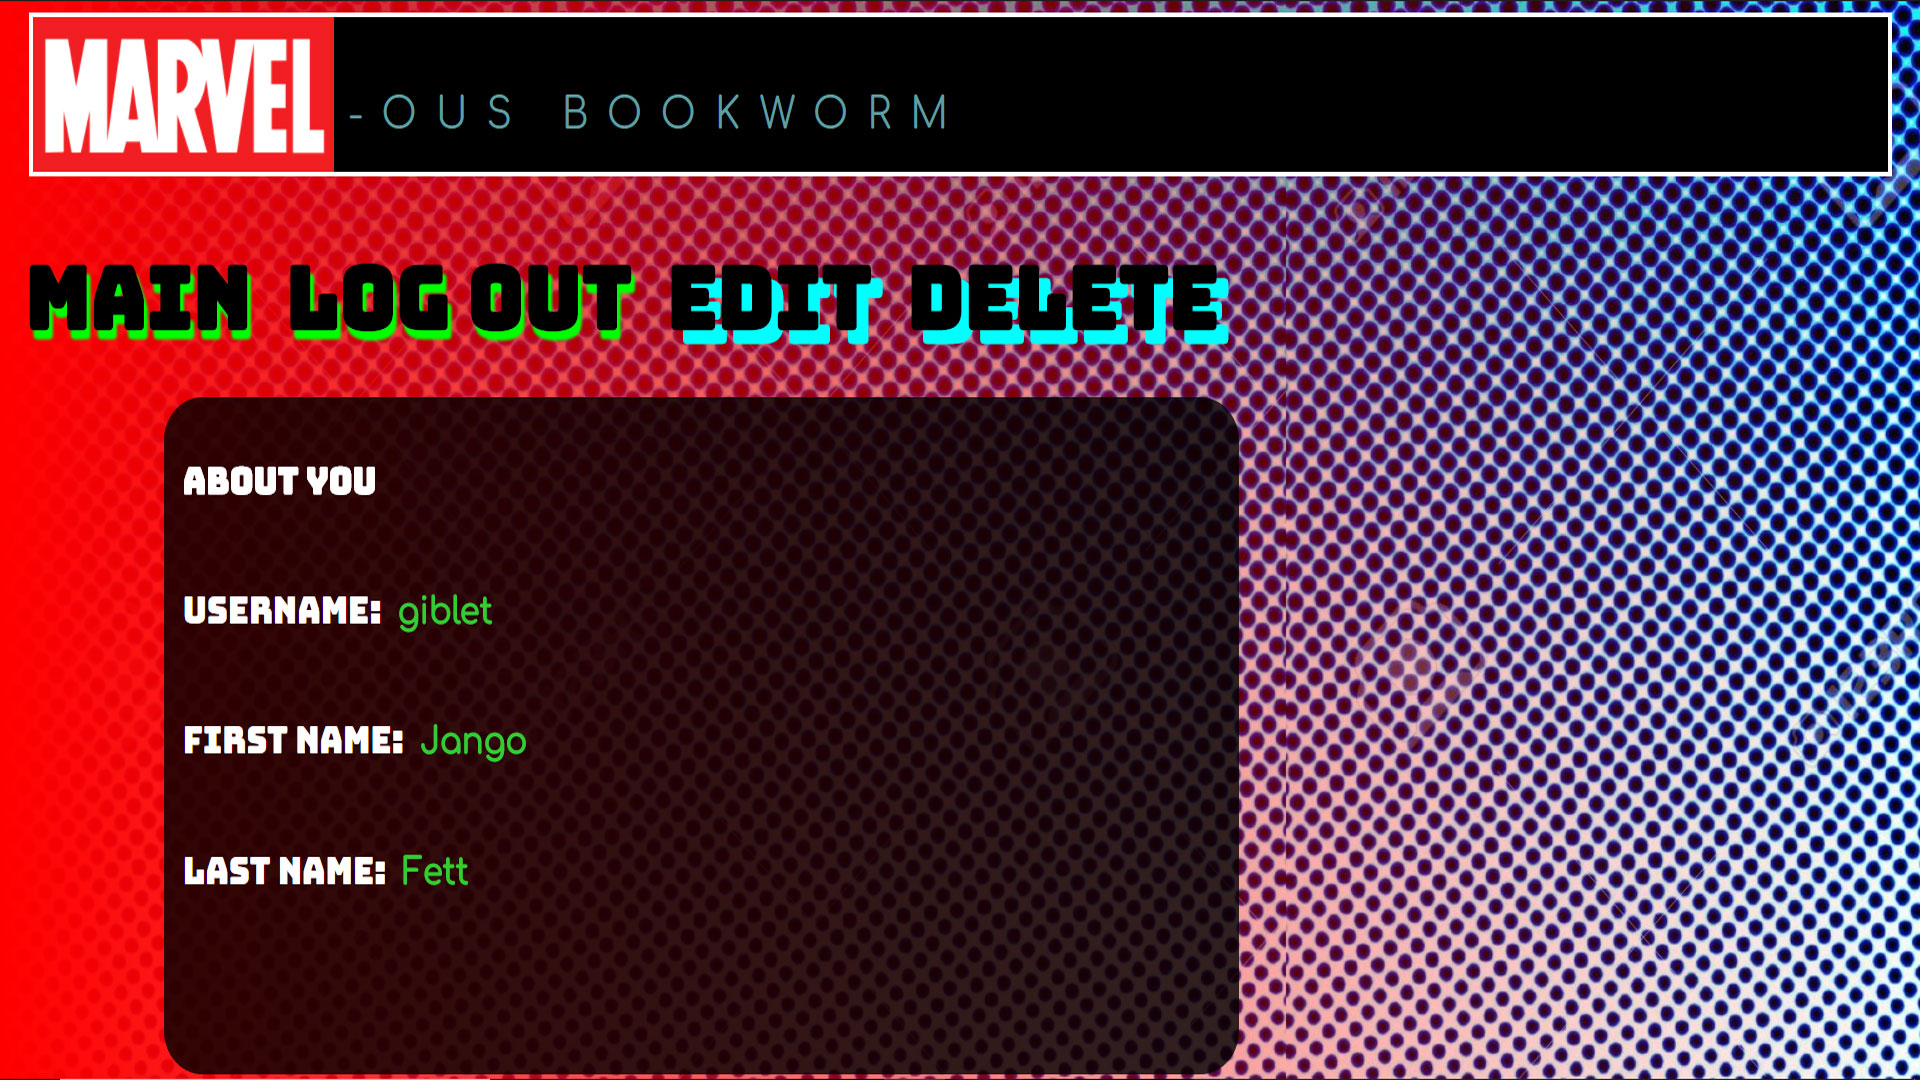 MARVEL -OUS BOOKWORM
MAIN LOG OUT EDIT DELETE
ABOUT YOU
USERNAME: giblet
FIRST NAME: Jango
LAST NAME: Fett